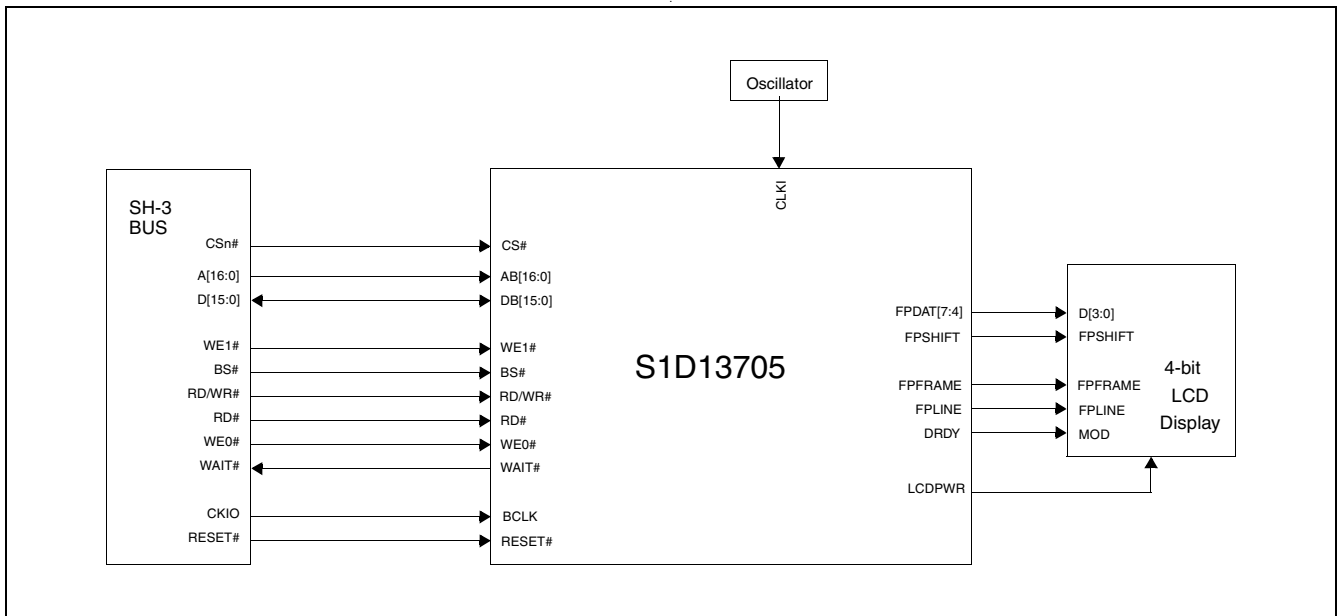 Oscillator
CLKI
SH-3
BUS
CSn#
A[16:0]
D[15:0]
WE1#
BS#
RD/WR#
RD#
WE0#
WAIT#
CKIO
RESET#
CS#
AB[16:0]
DB[15:0]
WE1#
BS#
RD/WR#
RD#
WE0#
WAIT#
BCLK
RESET#
S1D13705
FPDAT[7:4]
FPSHIFT
FPFRAME
FPLINE
DRDY
LCDPWR
D[3:0]
FPSHIFT
FPFRAME
FPLINE
MOD
4-bit
LCD
Display